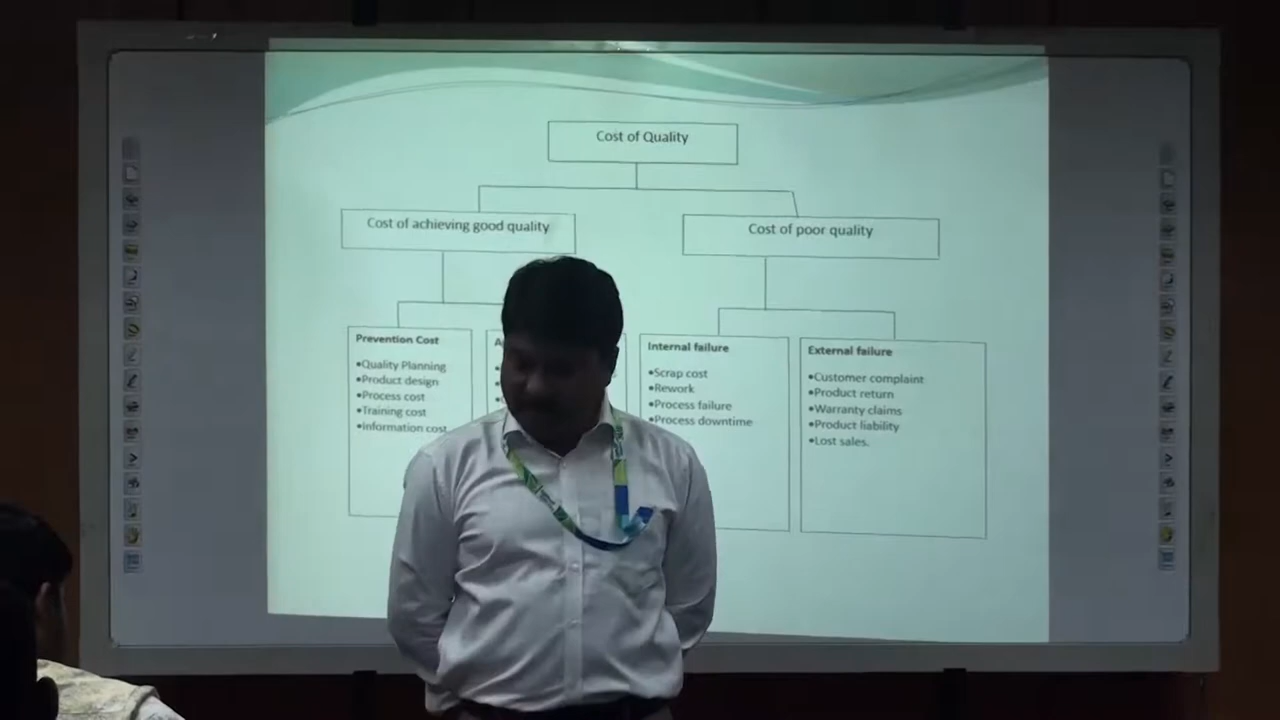 Cost of Quality
Cost of achieving good quality
Cost of poor quality
Prevention Cost
•Quality Planning
•Product design
•Process cost
•Training cost
•Information cost
Internal failure
•Scrap cost
•Rework
•Process failure
•Process downtime
External failure
•Customer complaint
•Product return
•Warranty claims
•Product liability
•Lost sales.